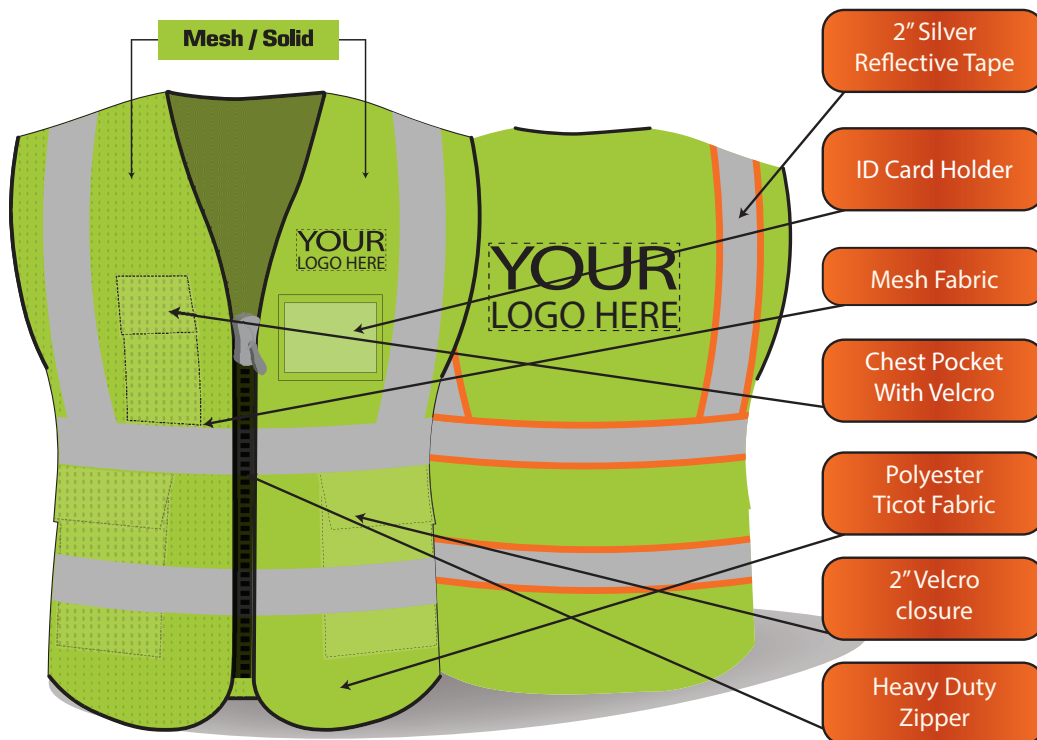 Mesh / Solid
2" Silver
Reflective Tape
ID Card Holder
YOUR
LOGO HERE
YOUR
LOGO HERE
Mesh Fabric
Chest Pocket
With Velcro
Polyester
Ticot Fabric
2" Velcro
closure
Heavy Duty
Zipper